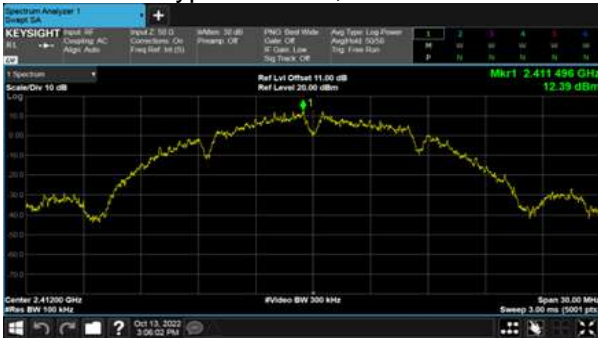 Spectrum Analyzer 1
Swept SA
+
KEYSIGHT Input: RF Input Z: 50 Ω #Atten: 30 dB PNO: Best Wide Avg Type: Log-Power 1 2 3 4 5 6
RL Coupling: AC Corrections: On Preamp: Off Gate: Off Avg|Hold: 50/50 M W W W W W
Align: Auto Freq Ref: Int (S) IF Gain: Low Trig: Free Run P N N N N N
Sig Track: Off
1 Spectrum Ref Lvl Offset 11.00 dB Mkr1 2.411 496 GHz
Scale/Div 10 dB Ref Level 20.00 dBm 12.39 dBm
Log
10.0
0.00
-10.0
-20.0
-30.0
-40.0
-50.0
-60.0
-70.0
1
Center 2.41200 GHz #Video BW 300 kHz Span 30.00 MHz
#Res BW 100 kHz Sweep 3.00 ms (5001 pts)
? Oct 13, 2022
3:06:02 PM